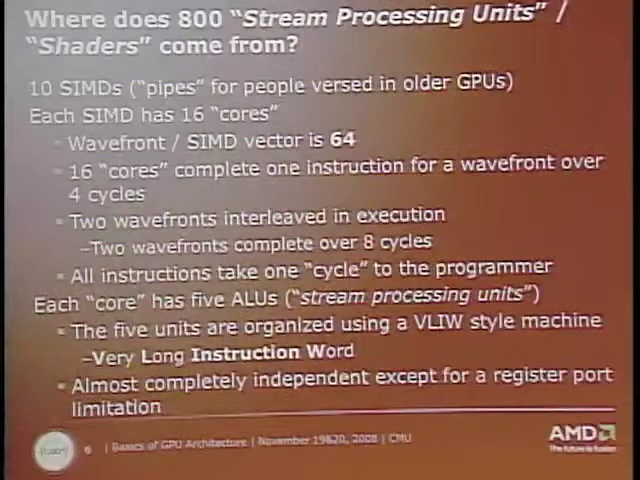 Where does 800 “Stream Processing Units” /
“Shaders” come from?
10 SIMDs (“pipes” for people versed in older GPUs)
Each SIMD has 16 “cores”
Wavefront / SIMD vector is 64
16 “cores” complete one instruction for a wavefront over
4 cycles
Two wavefronts interleaved in execution
–Two wavefronts complete over 8 cycles
All instructions take one “cycle” to the programmer
Each “core” has five ALUs (“stream processing units”)
The five units are organized using a VLIW style machine
–Very Long Instruction Word
Almost completely independent except for a register port
limitation
6 | Basics of GPU Architecture | November 19&20, 2008 | CMU
AMD
The future is fusion